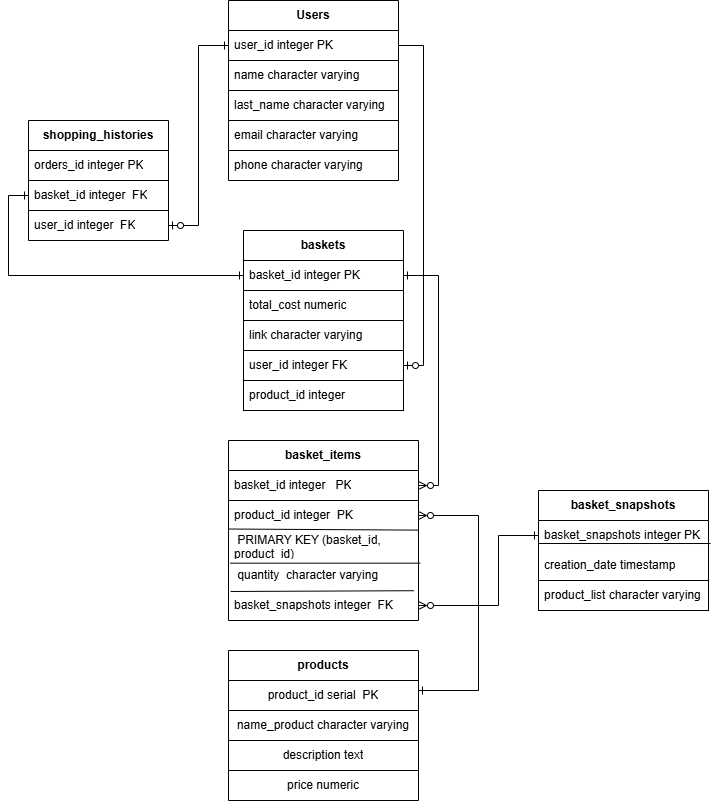 Users
user_id integer PK
name character varying
last_name character varying
email character varying
phone character varying
shopping_histories
orders_id integer PK
basket_id integer  FK
user_id integer  FK
baskets
basket_id integer PK
total_cost numeric
link character varying
user_id integer FK
product_id integer
basket_items
basket_id integer   PK
product_id integer  PK
PRIMARY KEY (basket_id,
product_id)
quantity  character varying
basket_snapshots integer  FK
basket_snapshots
basket_snapshots integer PK
creation_date timestamp
product_list character varying
products
product_id serial  PK
name_product character varying
description text
price numeric